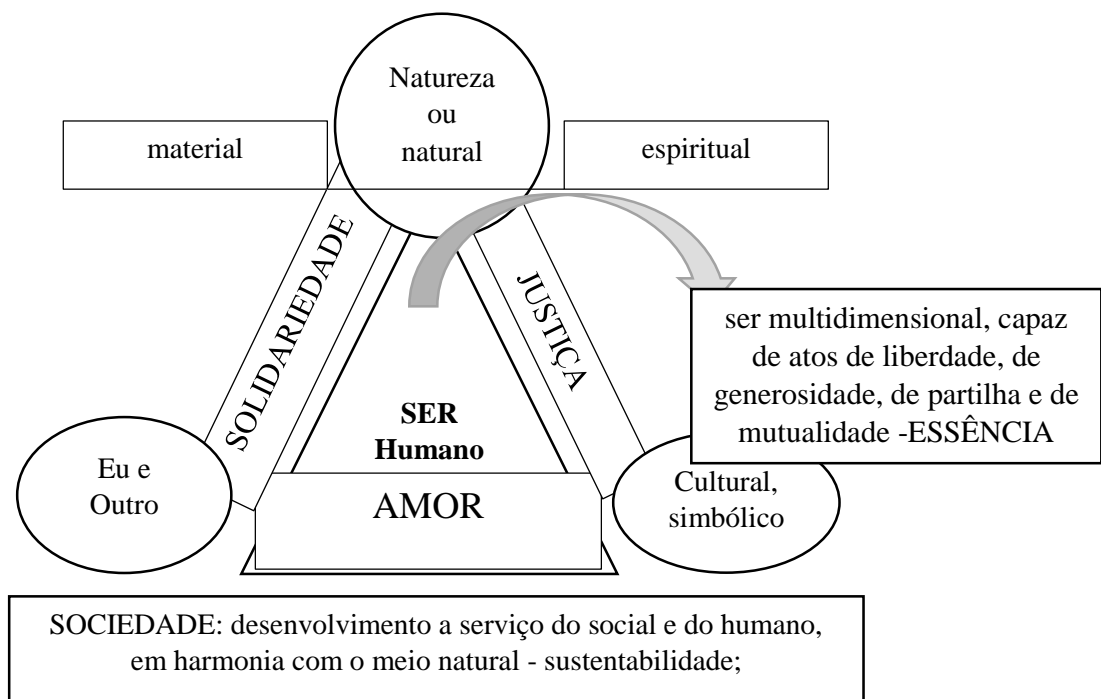 Natureza
ou
natural
material
espiritual
SOLIDARIEDADE
JUSTIÇA
ser multidimensional, capaz
de atos de liberdade, de
generosidade, de partilha e de
mutualidade -ESSÊNCIA
SER
Humano
Eu e
Outro
AMOR
Cultural,
simbólico
SOCIEDADE: desenvolvimento a serviço do social e do humano,
em harmonia com o meio natural - sustentabilidade;